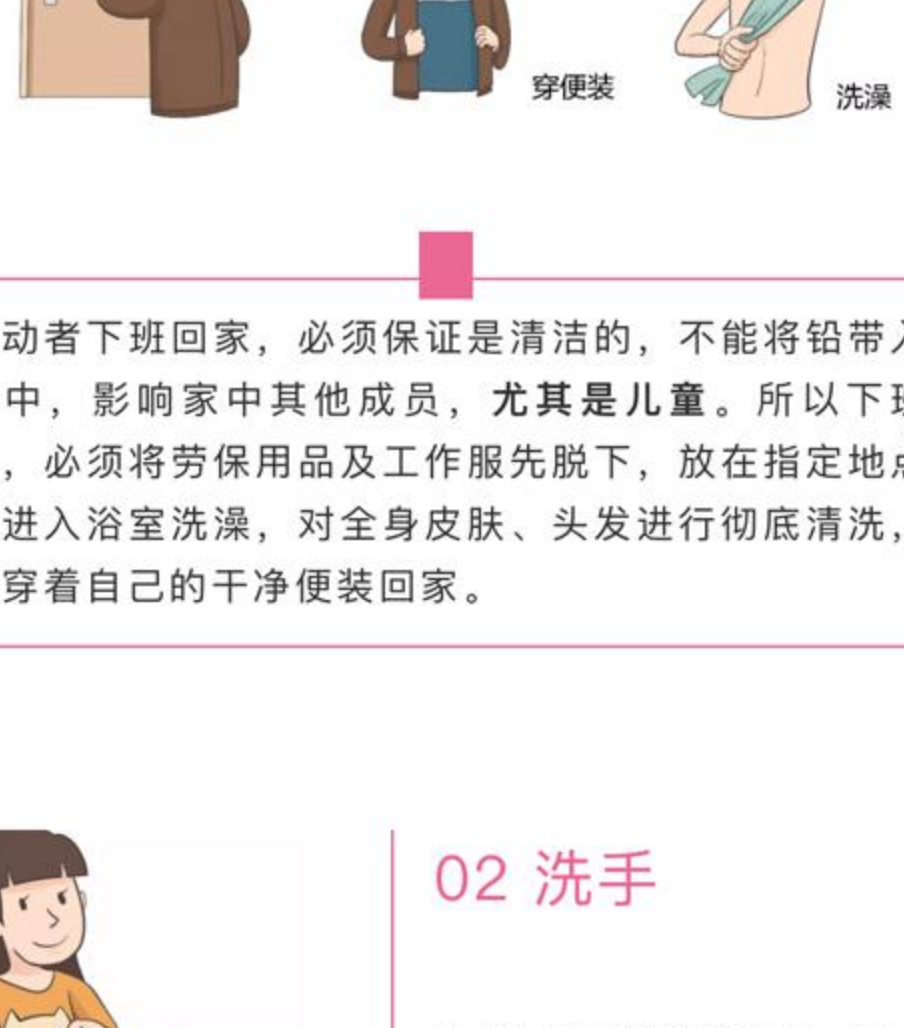 穿便装
洗澡
动者下班回家，必须保证是清洁的，不能将铅带入
中，影响家中其他成员，尤其是儿童。所以下班
，必须将劳保用品及工作服先脱下，放在指定地点
进入浴室洗澡，对全身皮肤、头发进行彻底清洗，
穿着自己的干净便装回家。
02 洗手